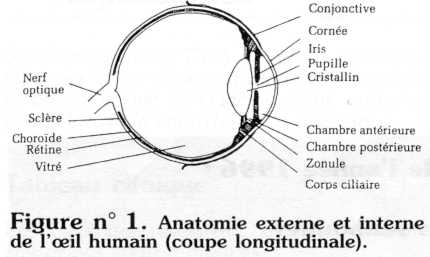 Conjonctive
Cornée
Iris
Pupille
Cristallin
Nerf
optique
Sclère
Choroïde
Rétine
Vitré
Chambre antérieure
Chambre postérieure
Zonule
Corps ciliaire
Figure n° 1. Anatomie externe et interne
de l'œil humain (coupe longitudinale).